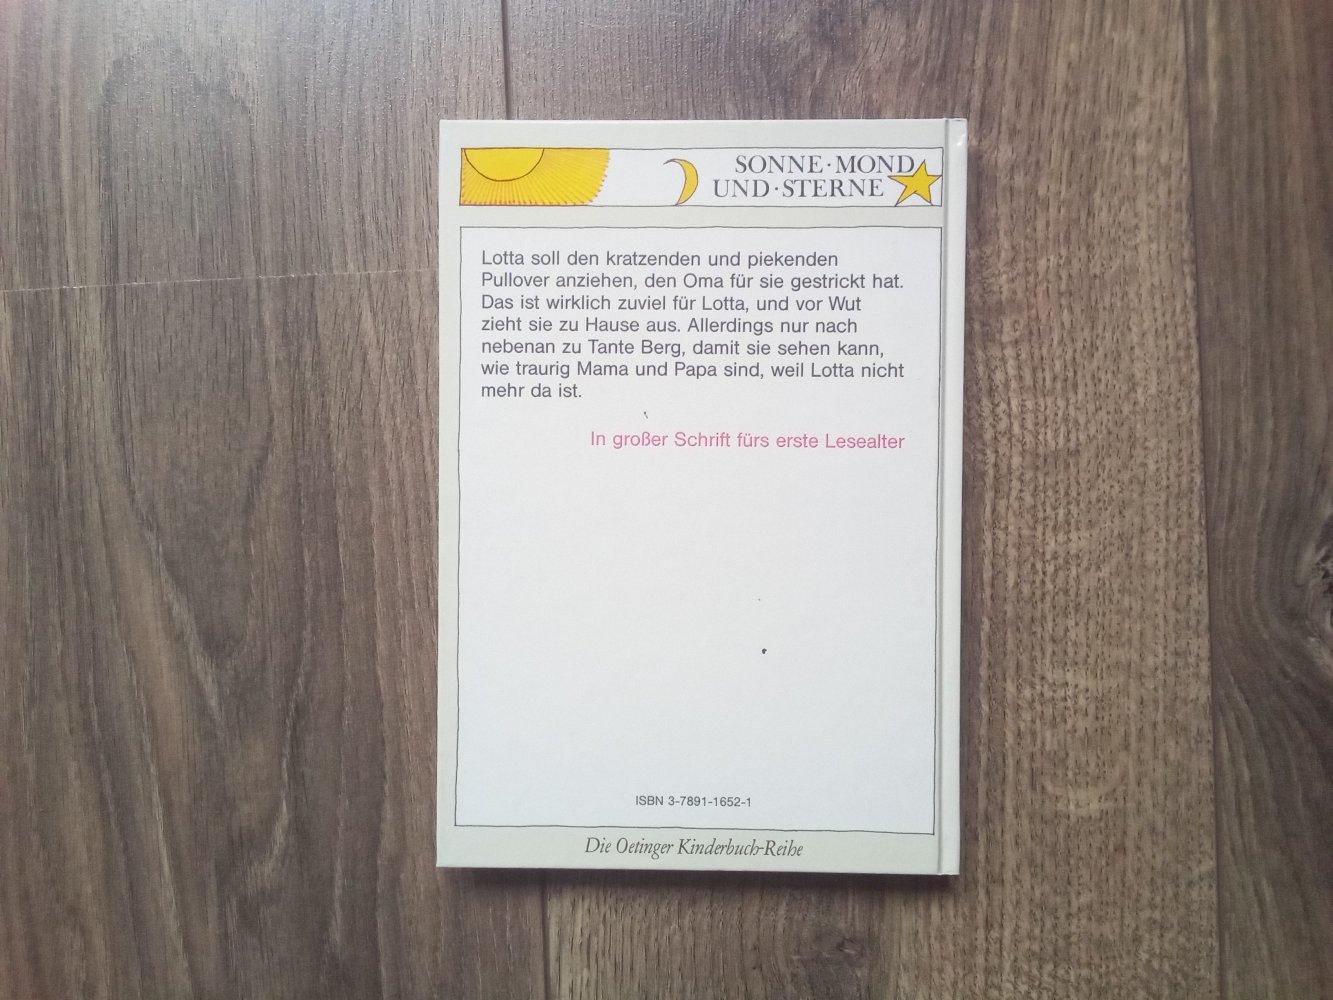 SONNE·MOND
UND·STERNE
Lotta soll den kratzenden und piekenden
Pullover anziehen, den Oma für sie gestrickt hat.
Das ist wirklich zuviel für Lotta, und vor Wut
zieht sie zu Hause aus. Allerdings nur nach
nebenan zu Tante Berg, damit sie sehen kann,
wie traurig Mama und Papa sind, weil Lotta nicht
mehr da ist.
In großer Schrift fürs erste Lesealter
ISBN 3-7891-1652-1
Die Oetinger Kinderbuch-Reihe